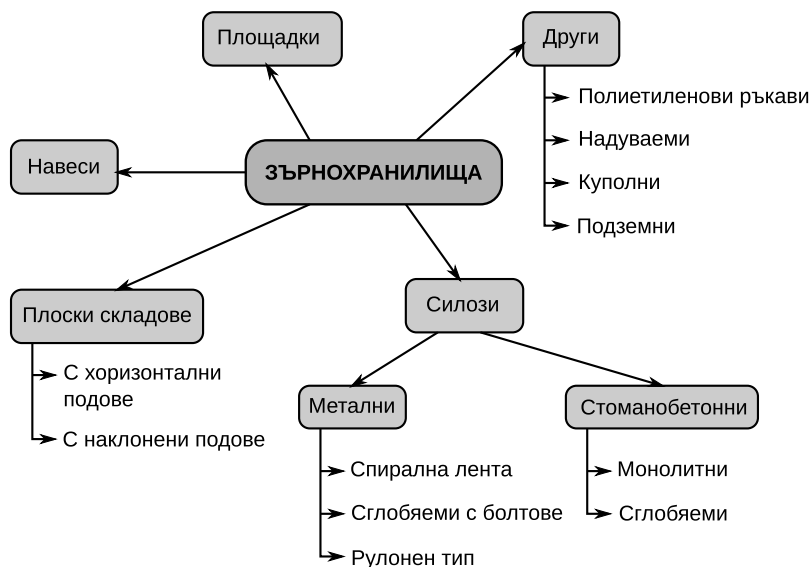 Площадки
Други
Полиетиленови ръкави
Надуваеми
Куполни
Подземни
Навеси
ЗЪРНОХРАНИЛИЩА
Плоски складове
С хоризонтални
подове
С наклонени подове
Силози
Метални
Спирална лента
Сглобяеми с болтове
Рулонен тип
Стоманобетонни
Монолитни
Сглобяеми